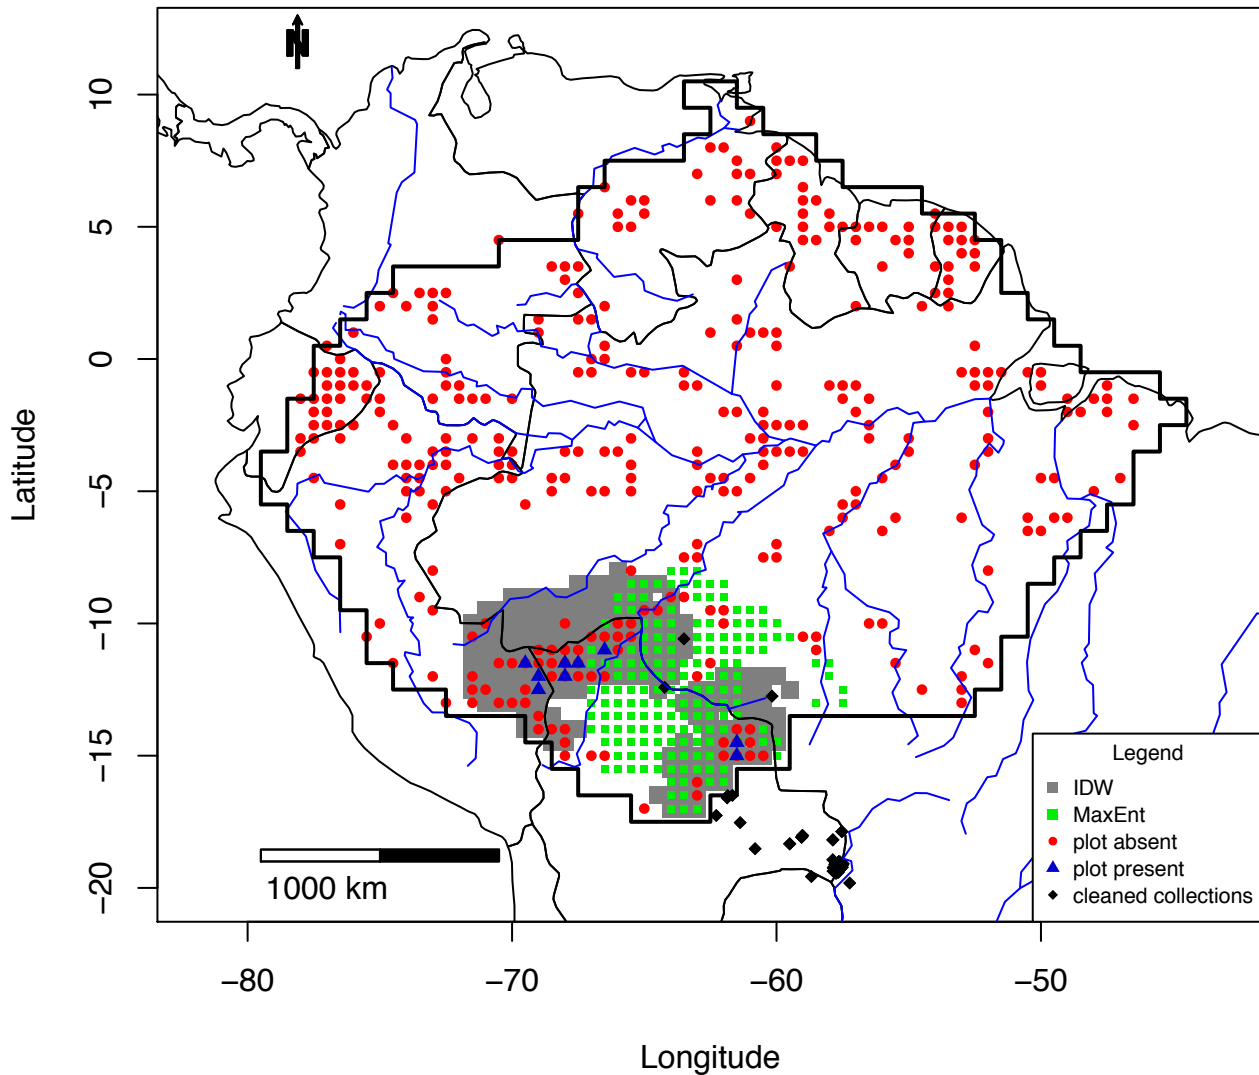 N
10
5
0
−5
−10
−15
−20
Latitude
1000 km
Legend
IDW
MaxEnt
plot absent
plot present
cleaned collections
−80
−70
−60
−50
Longitude